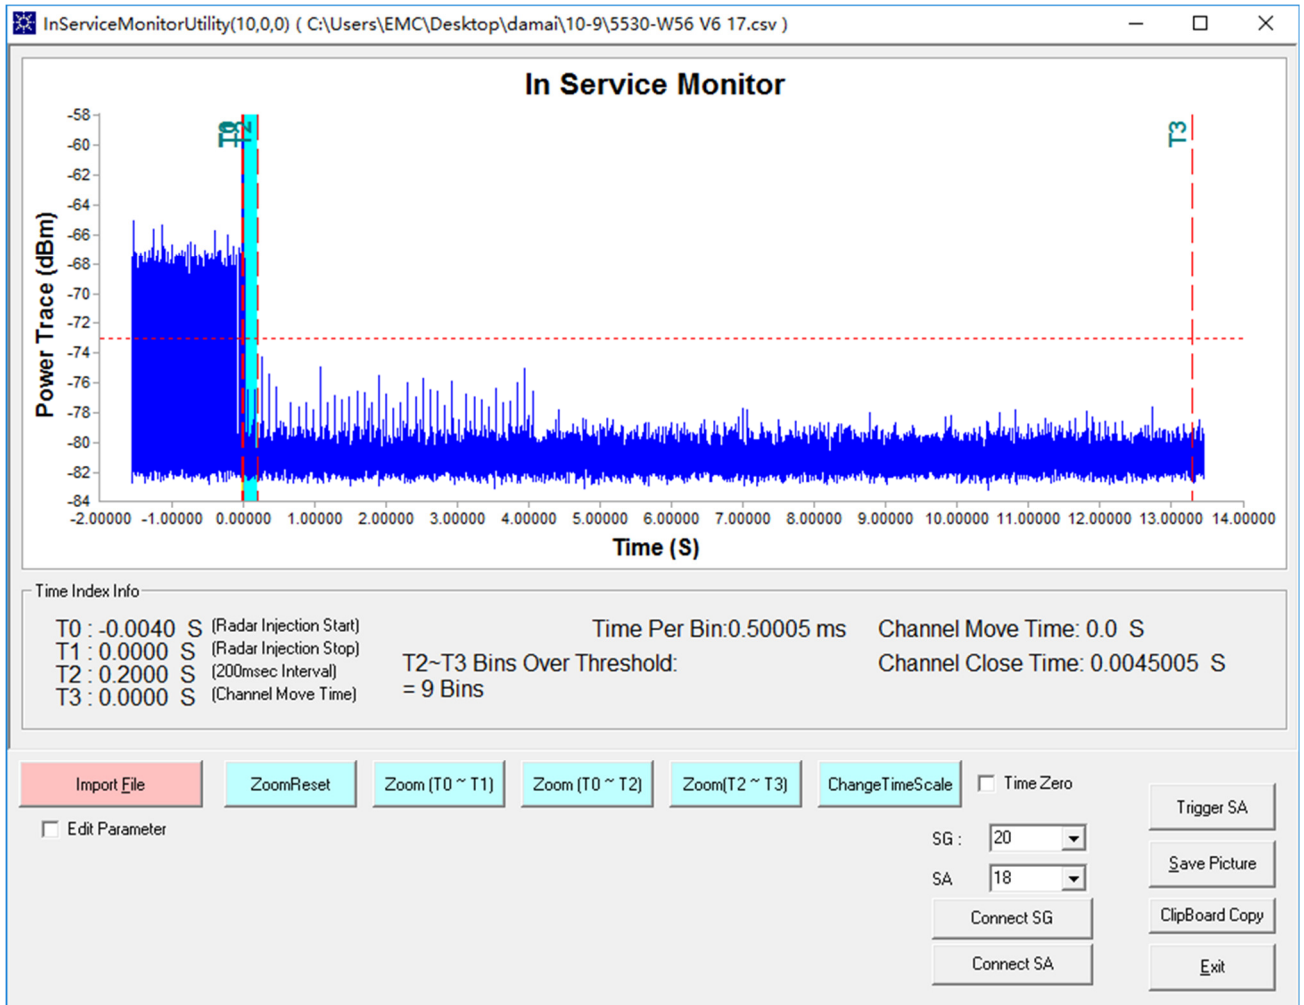 InServiceMonitorUtility(10,0,0) ( C:\Users\EMC\Desktop\damai\10-9\5530-W56 V6 17.csv )
In Service Monitor
Power Trace (dBm)
-58
-60
-62
-64
-66
-68
-70
-72
-74
-76
-78
-80
-82
-84
T2
T3
-2.00000 -1.00000 0.00000 1.00000 2.00000 3.00000 4.00000 5.00000 6.00000 7.00000 8.00000 9.00000 10.00000 11.00000 12.00000 13.00000 14.00000
Time (S)
Time Index Info
T0 : -0.0040 S (Radar Injection Start)
T1 : 0.0000 S (Radar Injection Stop)
T2 : 0.2000 S (200msec Interval)
T3 : 0.0000 S (Channel Move Time)
Time Per Bin:0.50005 ms
T2~T3 Bins Over Threshold:
= 9 Bins
Channel Move Time: 0.0 S
Channel Close Time: 0.0045005 S
Import File
ZoomReset
Zoom (T0 ~ T1)
Zoom (T0 ~ T2)
Zoom(T2 ~ T3)
ChangeTimeScale
Time Zero
Edit Parameter
SG : 20
SA 18
Connect SG
Connect SA
Trigger SA
Save Picture
ClipBoard Copy
Exit